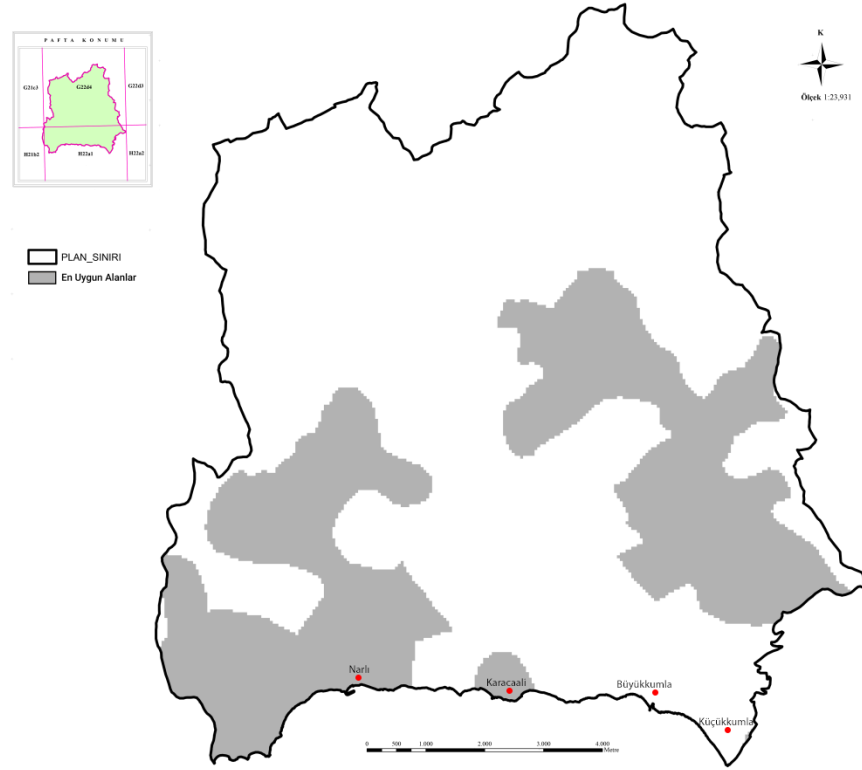 PAFTA KONUMU
G21c3 G22d4 G22d3
H21b2 H22a1 H22a2
K
Ölçek 1:23,931
PLAN_SINIRI
En Uygun Alanlar
Narlı
Karacaali
Büyükkumla
Küçükkumla
0 500 1.000 2.000 3.000 4.000
Metre